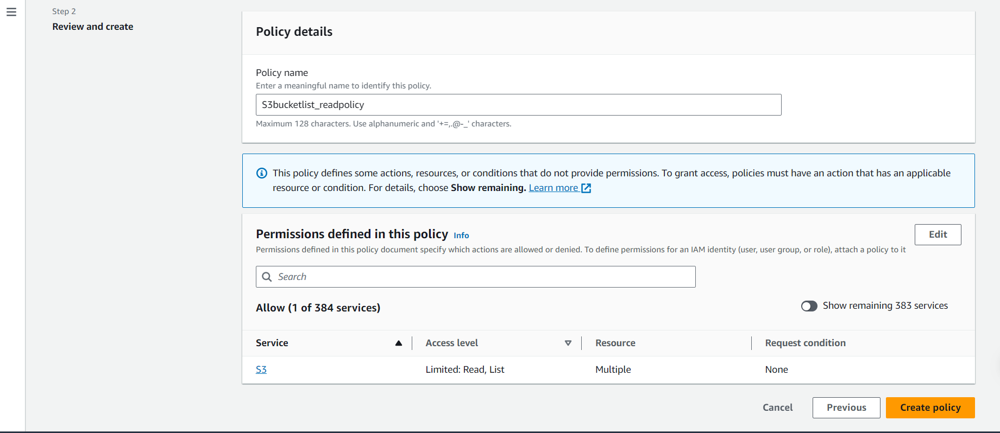 Step 2
Review and create
Policy details
Policy name
Enter a meaningful name to identify this policy.
S3bucketlist_readpolicy
Maximum 128 characters. Use alphanumeric and '+=,.@-_' characters.
This policy defines some actions, resources, or conditions that do not provide permissions. To grant access, policies must have an action that has an applicable
resource or condition. For details, choose Show remaining. Learn more
Permissions defined in this policy Info
Edit
Permissions defined in this policy document specify which actions are allowed or denied. To define permissions for an IAM identity (user, user group, or role), attach a policy to it
Search
Allow (1 of 384 services)
Show remaining 383 services
Service Access level Resource Request condition
S3 Limited: Read, List Multiple None
Cancel Previous Create policy